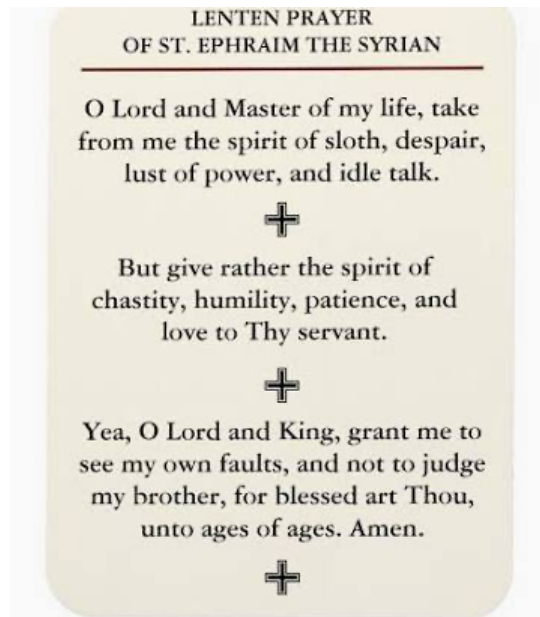 LENTEN PRAYER
OF ST. EPHRAIM THE SYRIAN
O Lord and Master of my life, take
from me the spirit of sloth, despair,
lust of power, and idle talk.
But give rather the spirit of
chastity, humility, patience, and
love to Thy servant.
Yea, O Lord and King, grant me to
see my own faults, and not to judge
my brother, for blessed art Thou,
unto ages of ages. Amen.